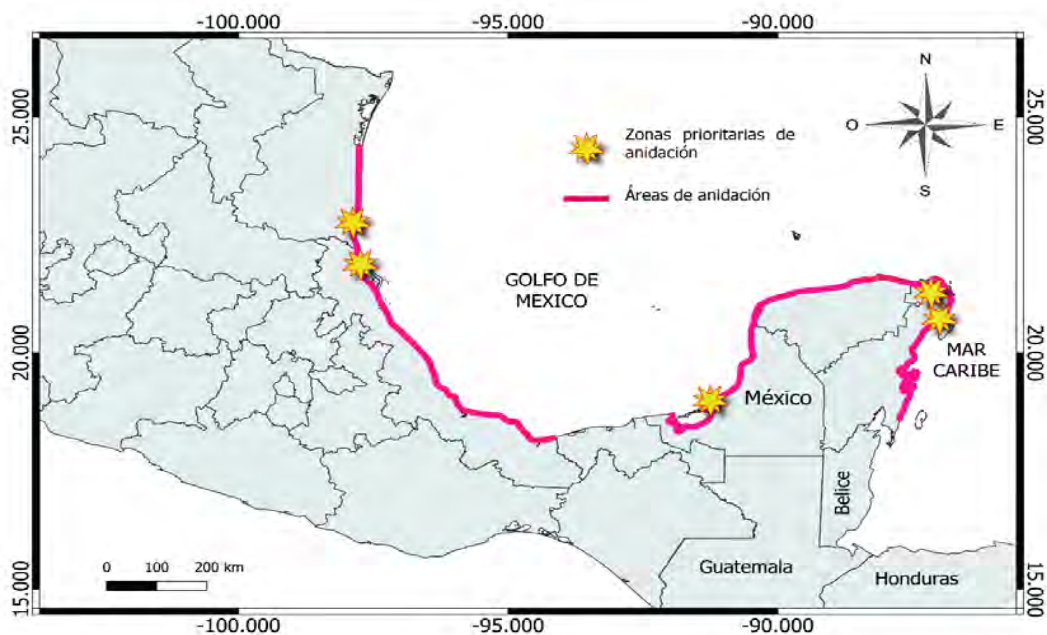 -100.000
-95.000
-90.000
25.000
25.000
N
O
E
S
Zonas prioritarias de
anidación
Áreas de anidación
GOLFO DE
MEXICO
20.000
20.000
MAR
CARIBE
México
Belice
Guatemala
Honduras
0 100 200 km
15.000
15.000
-100.000
-95.000
-90.000